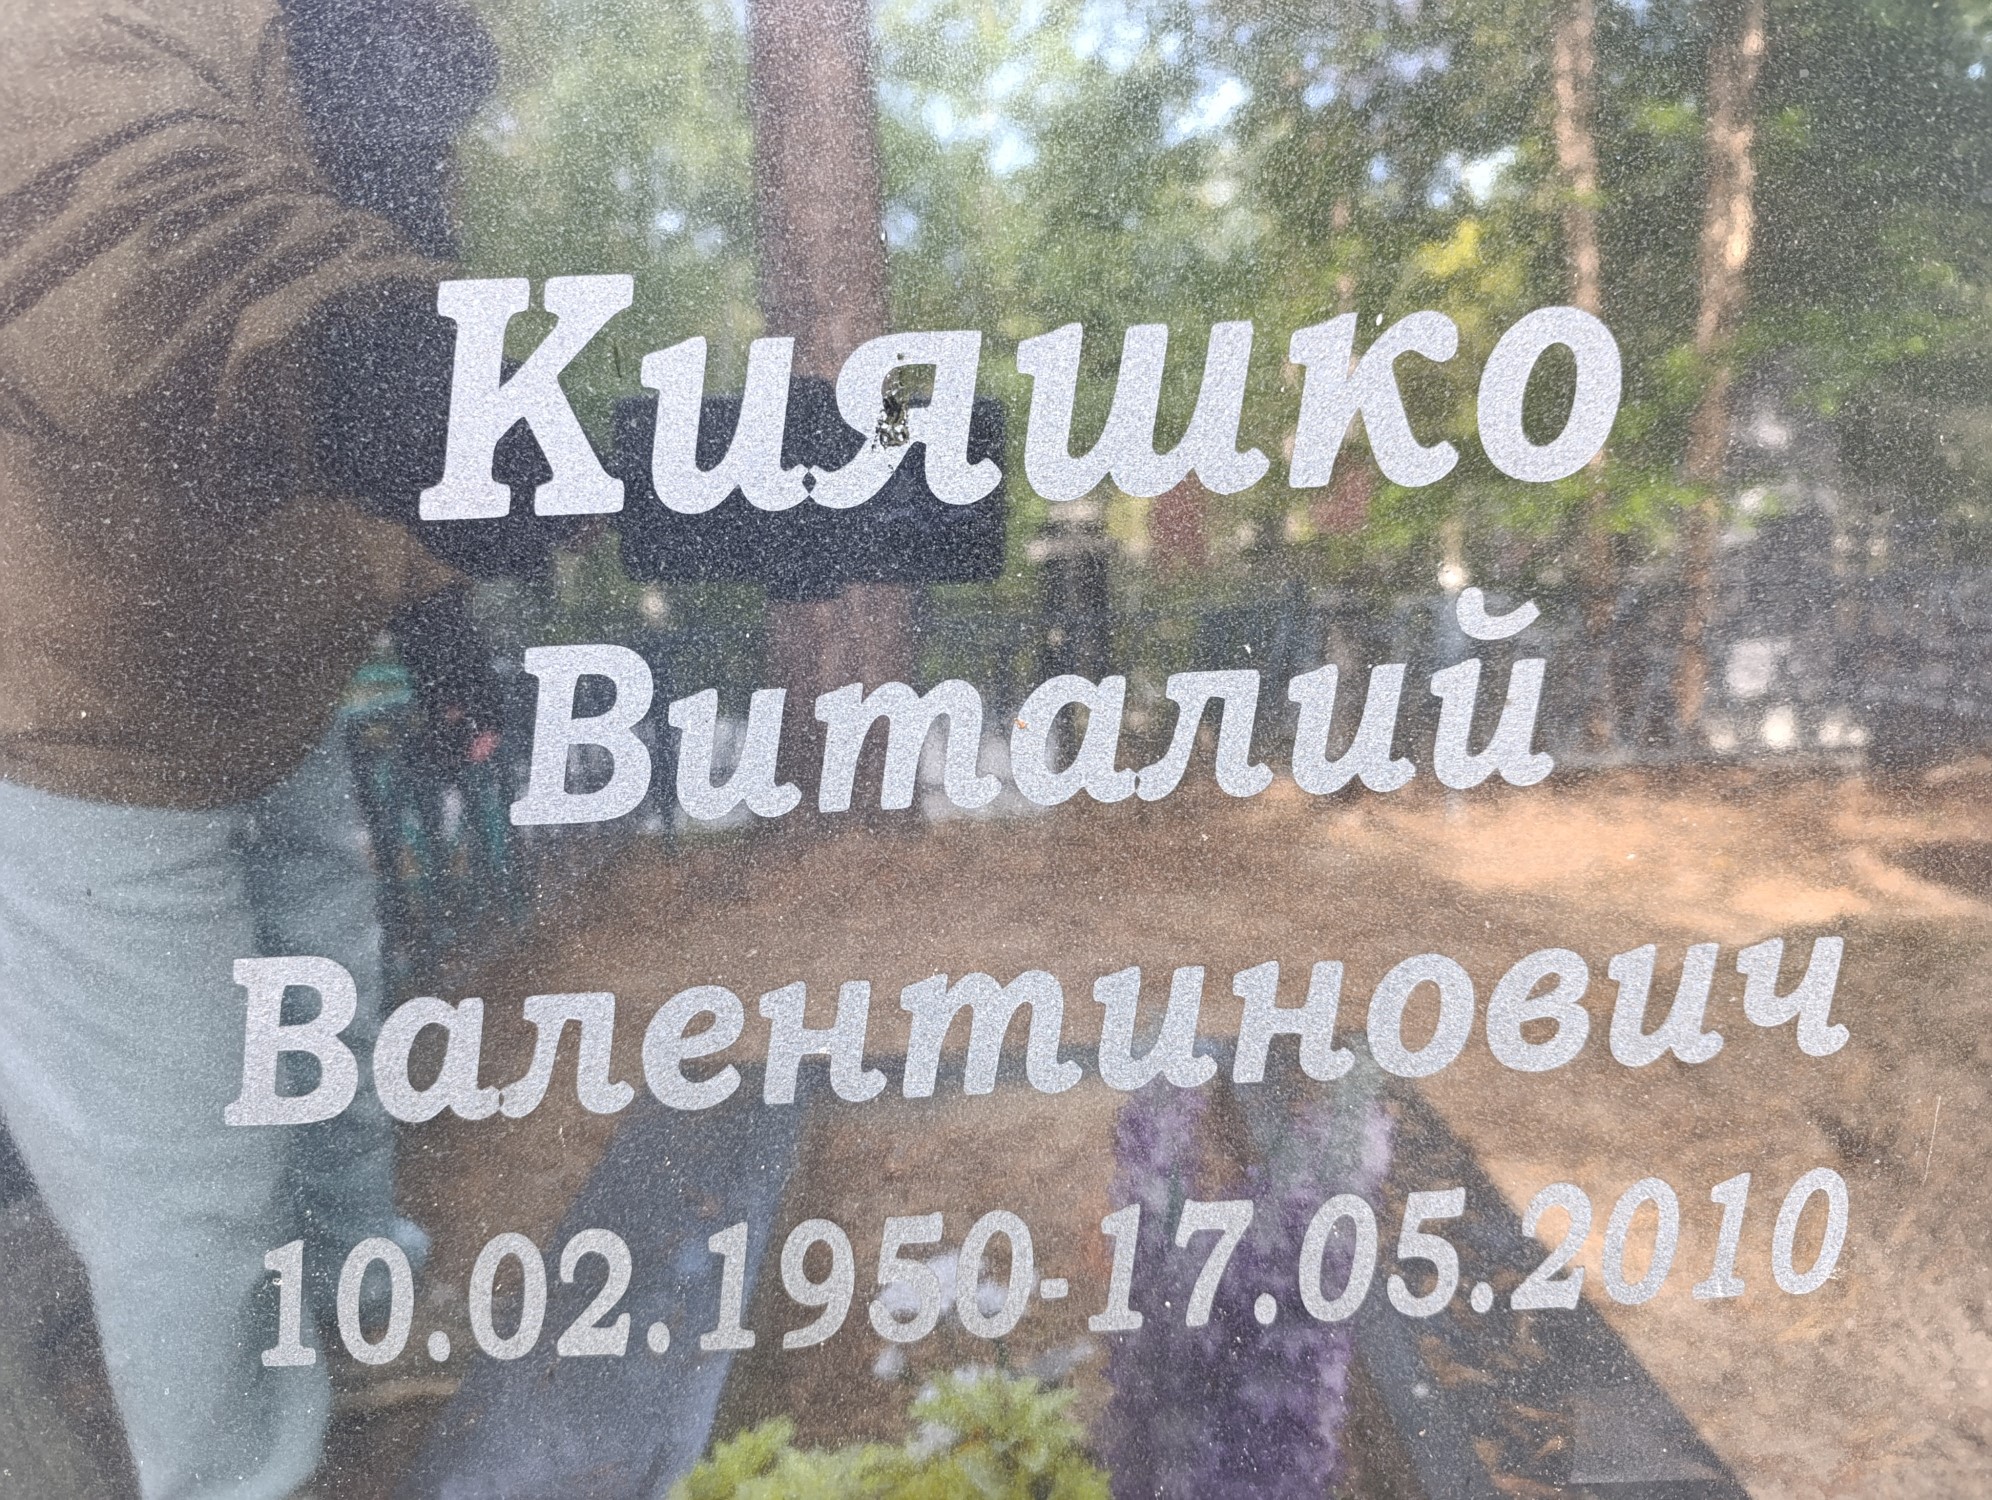 Кияшко
Виталий
Валентинович
10.02.1950-17.05.2010